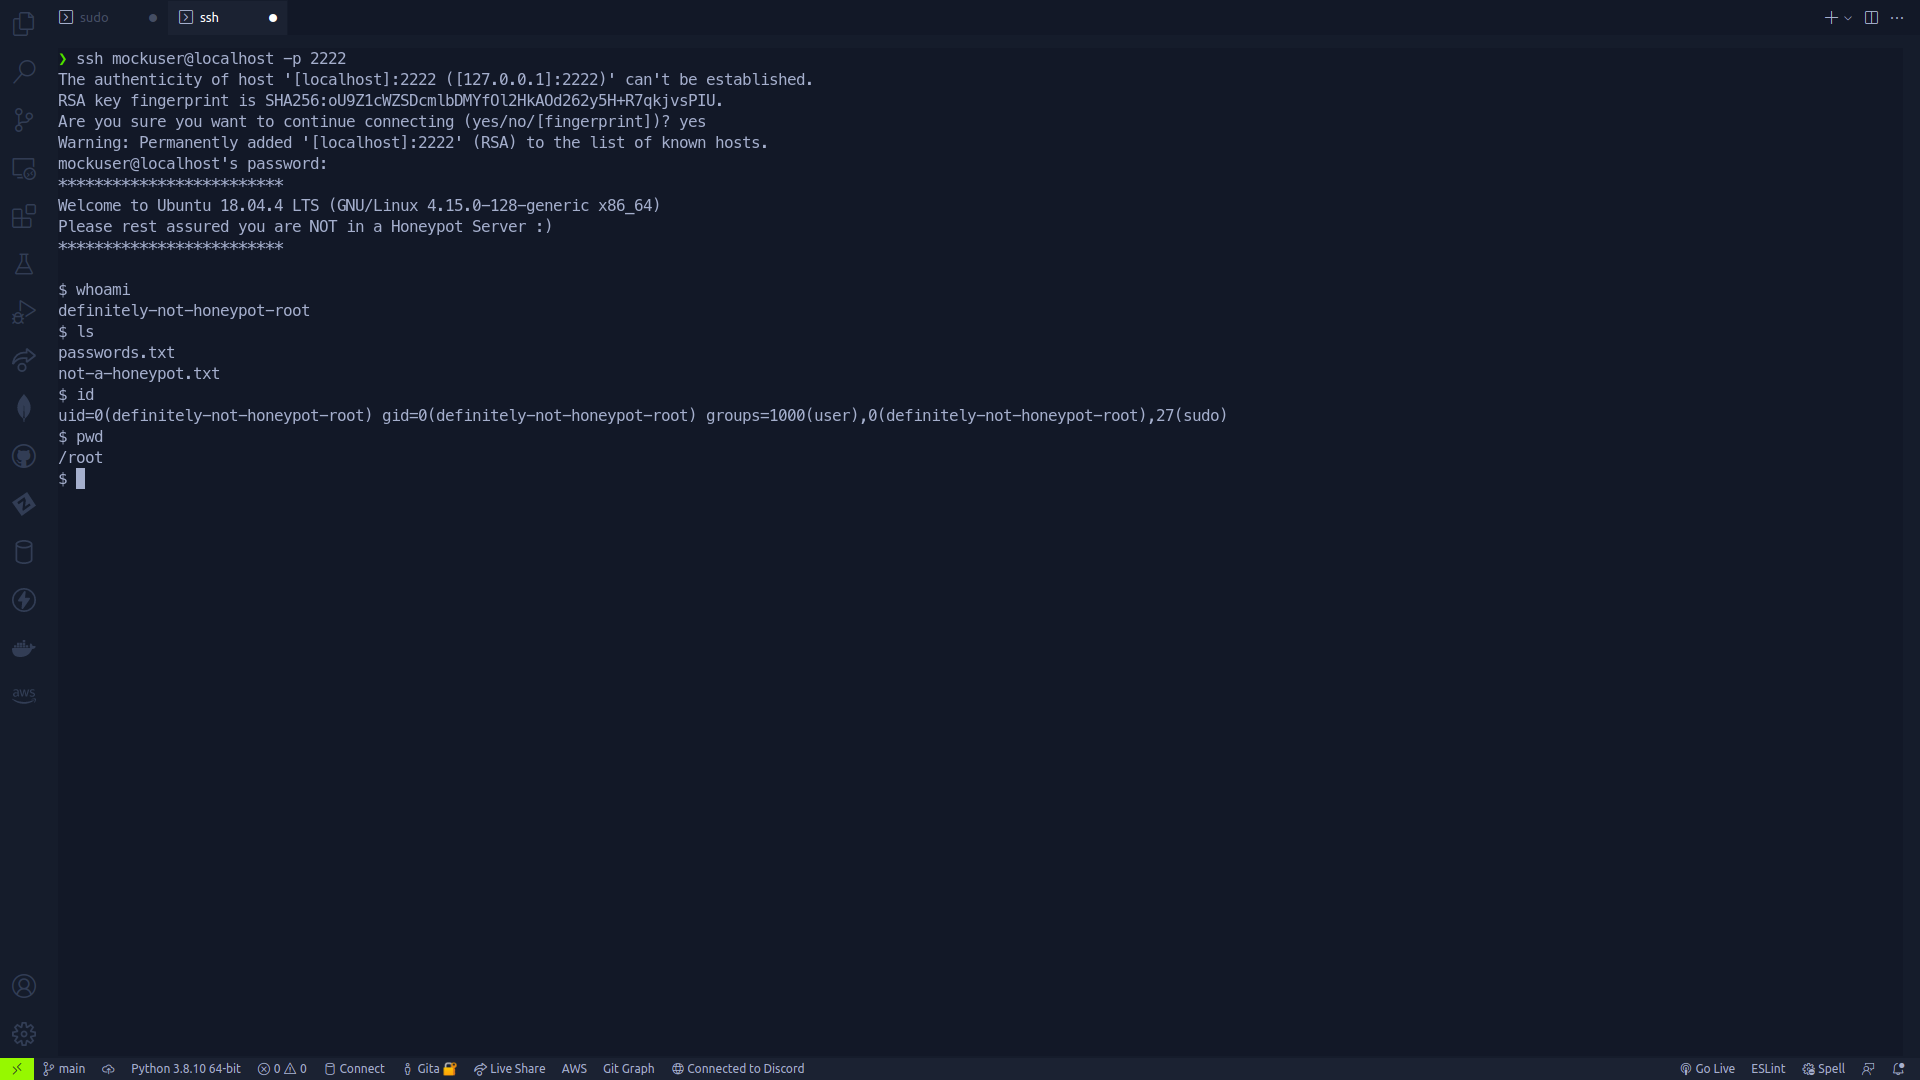 sudo
ssh
❯ ssh mockuser@localhost -p 2222
The authenticity of host '[localhost]:2222 ([127.0.0.1]:2222)' can't be established.
RSA key fingerprint is SHA256:oU9Z1cWZSDcmlbDMYfOl2HkAOd262y5H+R7qkjvsPIU.
Are you sure you want to continue connecting (yes/no/[fingerprint])? yes
Warning: Permanently added '[localhost]:2222' (RSA) to the list of known hosts.
mockuser@localhost's password:
*************************
Welcome to Ubuntu 18.04.4 LTS (GNU/Linux 4.15.0-128-generic x86_64)
Please rest assured you are NOT in a Honeypot Server :)
*************************
$ whoami
definitely-not-honeypot-root
$ ls
passwords.txt
not-a-honeypot.txt
$ id
uid=0(definitely-not-honeypot-root) gid=0(definitely-not-honeypot-root) groups=1000(user),0(definitely-not-honeypot-root),27(sudo)
$ pwd
/root
$
aws
main Python 3.8.10 64-bit 0 0 Connect Gita Live Share AWS Git Graph Connected to Discord Go Live ESLint Spell